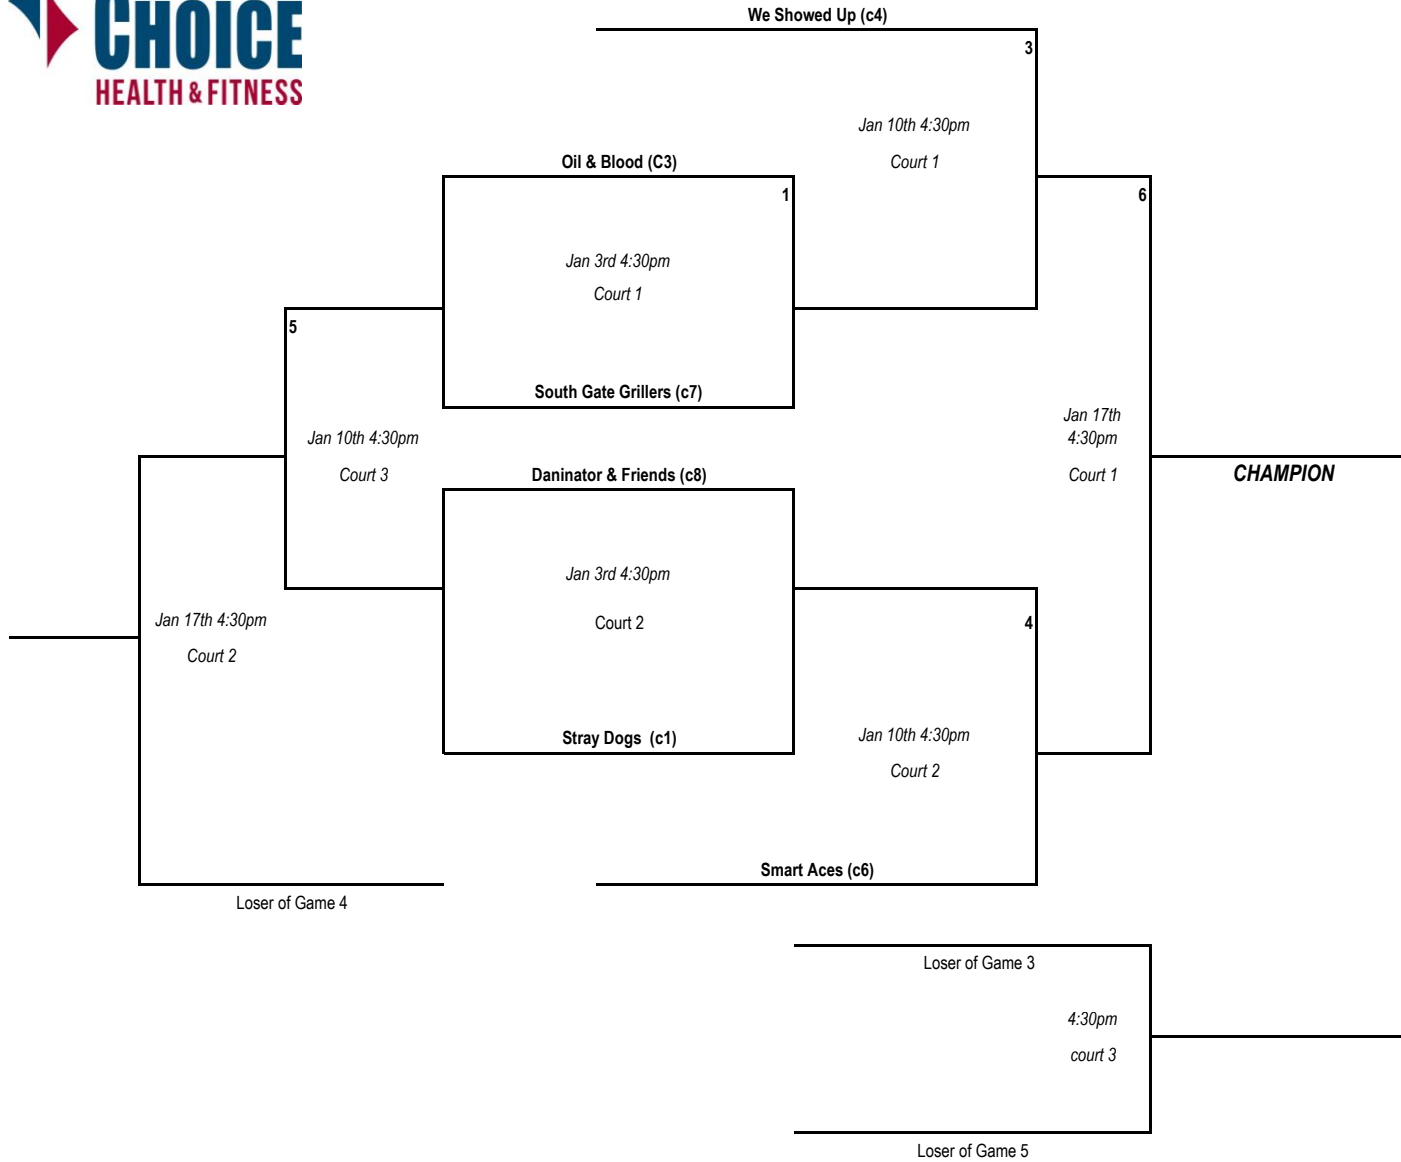 CHOICE
HEALTH & FITNESS
We Showed Up (c4)
3
Jan 10th 4:30pm
Court 1
Oil & Blood (C3)
1
6
Jan 3rd 4:30pm
Court 1
5
South Gate Grillers (c7)
Jan 17th
4:30pm
Court 1
Jan 10th 4:30pm
Court 3
Daninator & Friends (c8)
CHAMPION
Jan 3rd 4:30pm
Court 2
4
Jan 17th 4:30pm
Court 2
Stray Dogs  (c1)
Jan 10th 4:30pm
Court 2
Smart Aces (c6)
Loser of Game 4
Loser of Game 3
4:30pm
court 3
Loser of Game 5